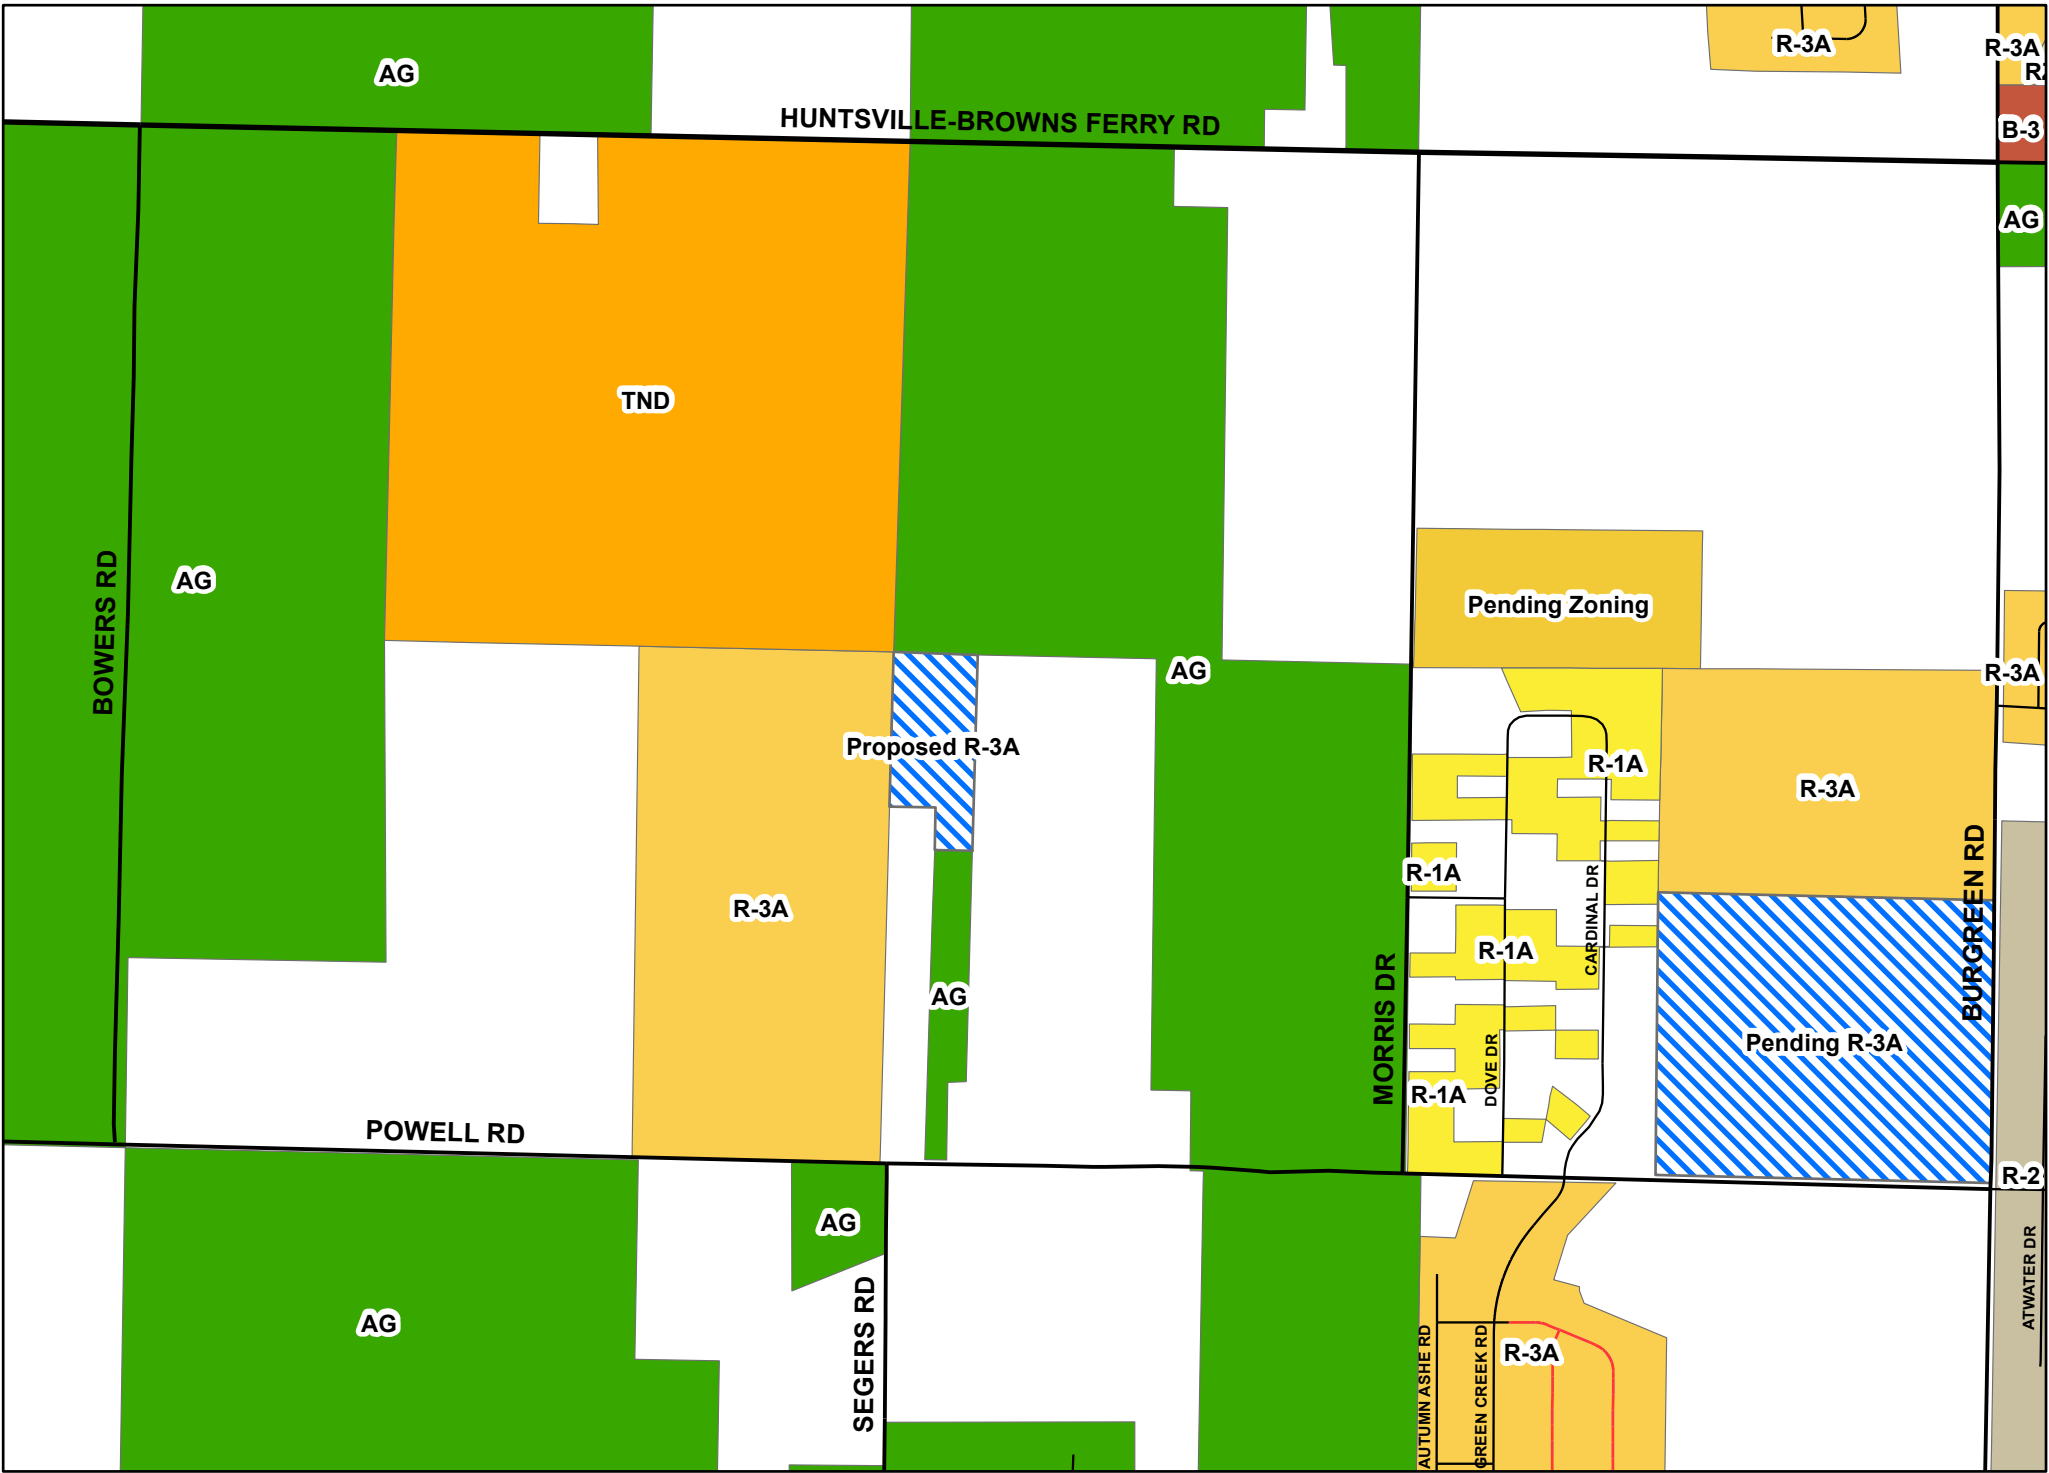 R-3A
R-3A
AG
HUNTSVILLE-BROWNS FERRY RD
B-3
AG
TND
BOWERS RD
AG
Pending Zoning
AG
R-3A
Proposed R-3A
R-1A
R-3A
R-1A
R-3A
CARDINAL DR
BURGREEN RD
R-1A
AG
MORRIS DR
DOVE DR
Pending R-3A
R-1A
POWELL RD
R-2
AG
AG
SEGERS RD
ATWATER DR
AUTUMN ASHE RD
GREEN CREEK RD
R-3A